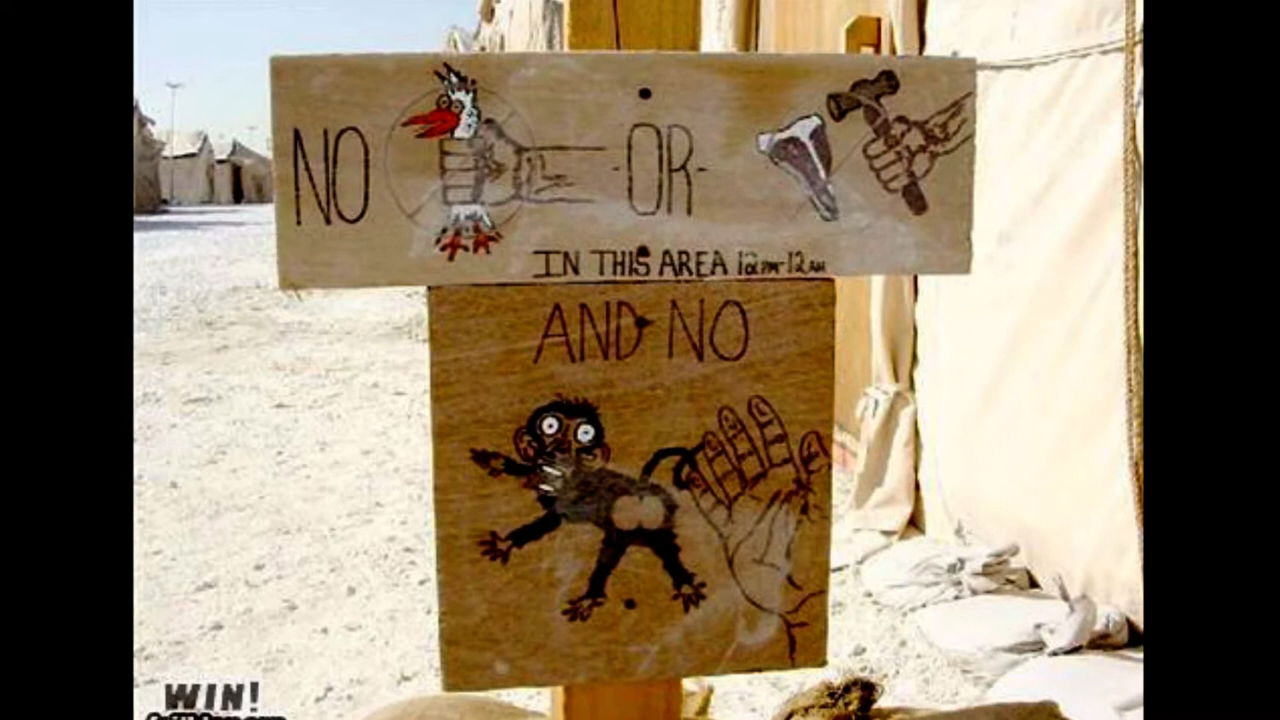 NO -OR-
IN THIS AREA 12PM-12AM
AND NO
WIN!